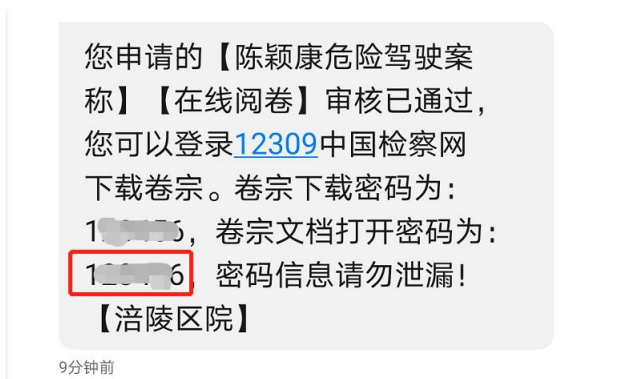 您申请的【陈颖康危险驾驶案
称】【在线阅卷】审核已通过，
您可以登录12309中国检察网
下载卷宗。卷宗下载密码为：
，卷宗文档打开密码为：
，密码信息请勿泄漏！
【涪陵区院】
9分钟前